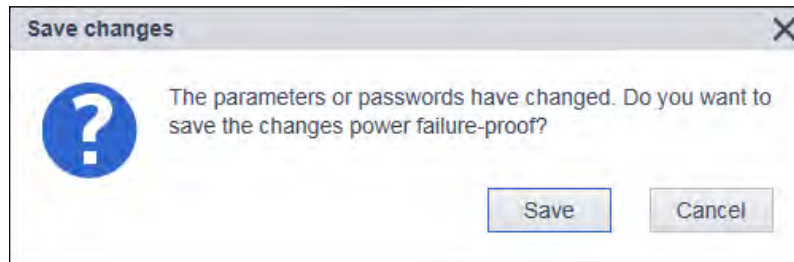 Save changes
The parameters or passwords have changed. Do you want to
save the changes power failure-proof?
Save
Cancel